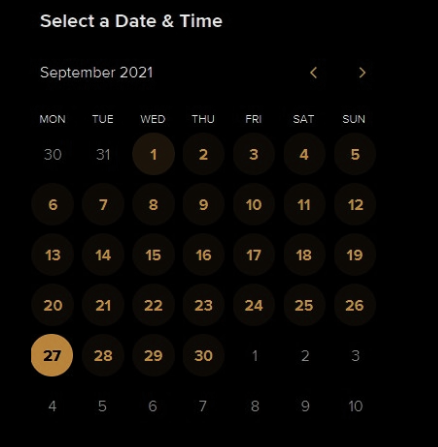 Select a Date & Time
September 2021
MON TUE WED THU FRI SAT SUN
30 31 1 2 3 4 5
6 7 8 9 10 11 12
13 14 15 16 17 18 19
20 21 22 23 24 25 26
27 28 29 30 1 2 3
4 5 6 7 8 9 10